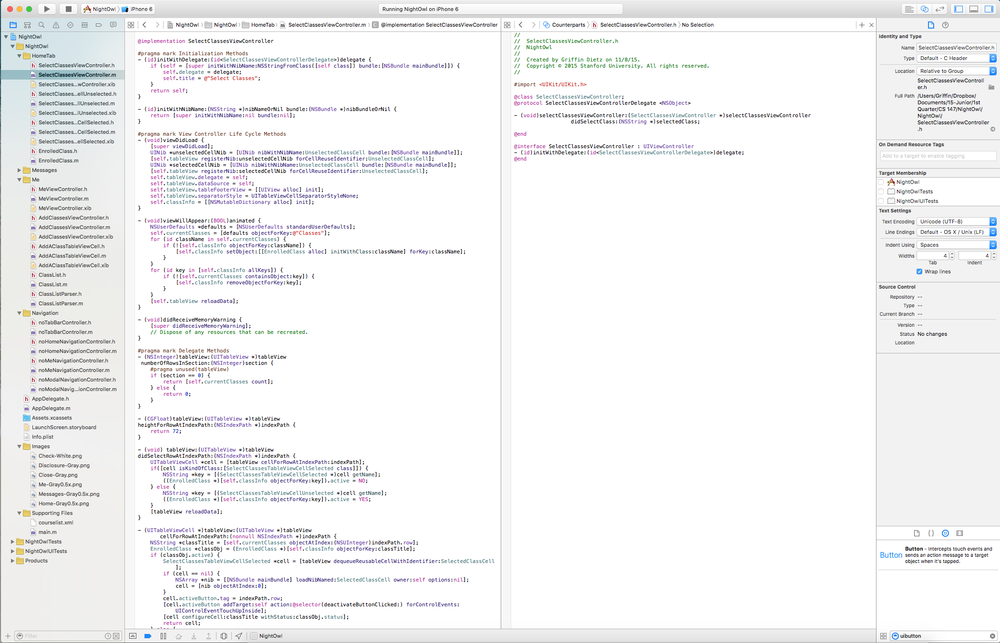 NightOwl iPhone 6
Running NightOwl on iPhone 6
NightOwl NightOwl HomeTab SelectClassesViewController.m @implementation SelectClassesViewController
Counterparts SelectClassesViewController.h No Selection
NightOwl
NightOwl
HomeTab
SelectClassesViewController.h
SelectClassesViewController.m
SelectClasses...wController.xib
SelectClasses...ellUnselected.h
SelectClasses...llUnselected.m
SelectClasses...lUnselected.xib
SelectClasses...CellSelected.h
SelectClasses...CellSelected.m
SelectClasses...ellSelected.xib
EnrolledClass.h
EnrolledClass.m
Messages
Me
MeViewController.h
MeViewController.m
MeViewController.xib
AddClassesViewController.h
AddClassesViewController.m
AddClassesViewController.xib
AddAClassTableViewCell.h
AddAClassTableViewCell.m
AddAClassTableViewCell.xib
ClassList.h
ClassList.m
ClassListParser.h
ClassListParser.m
Navigation
noTabBarController.h
noTabBarController.m
noHomeNavigationController.h
noHomeNavigationController.m
noMeNavigationController.h
noMeNavigationController.m
noModalNavigationController.h
noModalNavig...ionController.m
AppDelegate.h
AppDelegate.m
Assets.xcassets
LaunchScreen.storyboard
Info.plist
Images
Check-White.png
Disclosure-Gray.png
Close-Gray.png
Me-Gray0.5x.png
Messages-Gray0.5x.png
Home-Gray0.5x.png
Supporting Files
courselist.xml
main.m
NightOwlTests
NightOwlUITests
Products
Filter
@implementation SelectClassesViewController
#pragma mark Initialization Methods
- (id)initWithDelegate:(id<SelectClassesViewControllerDelegate>)delegate {
if (self = [super initWithNibName:NSStringFromClass([self class]) bundle:[NSBundle mainBundle]]) {
self.delegate = delegate;
self.title = @"Select Classes";
}
return self;
}
- (id)initWithNibName:(NSString *)nibNameOrNil bundle:(NSBundle *)nibBundleOrNil {
return [super initWithNibName:nil bundle:nil];
}
#pragma mark View Controller Life Cycle Methods
- (void)viewDidLoad {
[super viewDidLoad];
UINib *unselectedCellNib = [UINib nibWithNibName:UnselectedClassCell bundle:[NSBundle mainBundle]];
[self.tableView registerNib:unselectedCellNib forCellReuseIdentifier:UnselectedClassCell];
UINib *selectedCellNib = [UINib nibWithNibName:UnselectedClassCell bundle:[NSBundle mainBundle]];
[self.tableView registerNib:selectedCellNib forCellReuseIdentifier:UnselectedClassCell];
self.tableView.delegate = self;
self.tableView.dataSource = self;
self.tableView.tableFooterView = [[UIView alloc] init];
self.tableView.separatorStyle = UITableViewCellSeparatorStyleNone;
self.classInfo = [[NSMutableDictionary alloc] init];
}
- (void)viewWillAppear:(BOOL)animated {
NSUserDefaults *defaults = [NSUserDefaults standardUserDefaults];
self.currentClasses = [defaults objectForKey:@"Classes"];
for (id className in self.currentClasses) {
if (![self.classInfo objectForKey:className]) {
[self.classInfo setObject:[[EnrolledClass alloc] initWithClass:className] forKey:className];
}
}
for (id key in [self.classInfo allKeys]) {
if (![self.currentClasses containsObject:key]) {
[self.classInfo removeObjectForKey:key];
}
}
[self.tableView reloadData];
}
- (void)didReceiveMemoryWarning {
[super didReceiveMemoryWarning];
// Dispose of any resources that can be recreated.
}
#pragma mark Delegate Methods
- (NSInteger)tableView:(UITableView *)tableView
numberOfRowsInSection:(NSInteger)section {
#pragma unused(tableView)
if (section == 0) {
return [self.currentClasses count];
} else {
return 0;
}
}
- (CGFloat)tableView:(UITableView *)tableView
heightForRowAtIndexPath:(NSIndexPath *)indexPath {
return 72;
}
- (void) tableView:(UITableView *)tableView
didSelectRowAtIndexPath:(NSIndexPath *)indexPath {
UITableViewCell *cell = [tableView cellForRowAtIndexPath:indexPath];
if([cell isKindOfClass:[SelectClassesTableViewCellSelected class]]) {
NSString *key = [(SelectClassesTableViewCellSelected *)cell getName];
((EnrolledClass *)[self.classInfo objectForKey:key]).active = NO;
} else {
NSString *key = [(SelectClassesTableViewCellUnselected *)cell getName];
((EnrolledClass *)[self.classInfo objectForKey:key]).active = YES;
}
[tableView reloadData];
}
- (UITableViewCell *)tableView:(UITableView *)tableView
cellForRowAtIndexPath:(nonnull NSIndexPath *)indexPath {
NSString *classTitle = [self.currentClasses objectAtIndex:(NSUInteger)indexPath.row];
EnrolledClass *classObj = (EnrolledClass *)[self.classInfo objectForKey:classTitle];
if (classObj.active) {
SelectClassesTableViewCellSelected *cell = [tableView dequeueReusableCellWithIdentifier:SelectedClassCell
];
if (cell == nil) {
NSArray *nib = [[NSBundle mainBundle] loadNibNamed:SelectedClassCell owner:self options:nil];
cell = [nib objectAtIndex:0];
}
cell.activeButton.tag = indexPath.row;
[cell.activeButton addTarget:self action:@selector(deactivateButtonClicked:) forControlEvents:
UIControlEventTouchUpInside];
[cell configureCell:classTitle withStatus:classObj.status];
return cell;
} else {
NightOwl
//
// SelectClassesViewController.h
// NightOwl
//
// Created by Griffin Dietz on 11/8/15.
// Copyright © 2015 Stanford University. All rights reserved.
//
#import <UIKit/UIKit.h>
@class SelectClassesViewController;
@protocol SelectClassesViewControllerDelegate <NSObject>
- (void)selectClassesViewController:(SelectClassesViewController *)selectClassesViewController
didSelectClass:(NSString *)selectedClass;
@end
@interface SelectClassesViewController : UIViewController
- (id)initWithDelegate:(id<SelectClassesViewControllerDelegate>)delegate;
@end
Identity and Type
Name SelectClassesViewController.h
Type Default - C Header
Location Relative to Group
SelectClassesViewControll
er.h
Full Path /Users/Griffin/Dropbox/
Documents/15-Junior/1st
Quarter/CS 147/NightOwl/
NightOwl/
SelectClassesViewController
.h
On Demand Resource Tags
Add to a target to enable tagging
Target Membership
NightOwl
NightOwlTests
NightOwlUITests
Text Settings
Text Encoding Unicode (UTF-8)
Line Endings Default - OS X / Unix (LF)
Indent Using Spaces
Widths 4 4
Tab Indent
Wrap lines
Source Control
Repository --
Type --
Current Branch --
Version --
Status No changes
Location
Button Button - Intercepts touch events and
sends an action message to a target
object when it's tapped.
uibutton